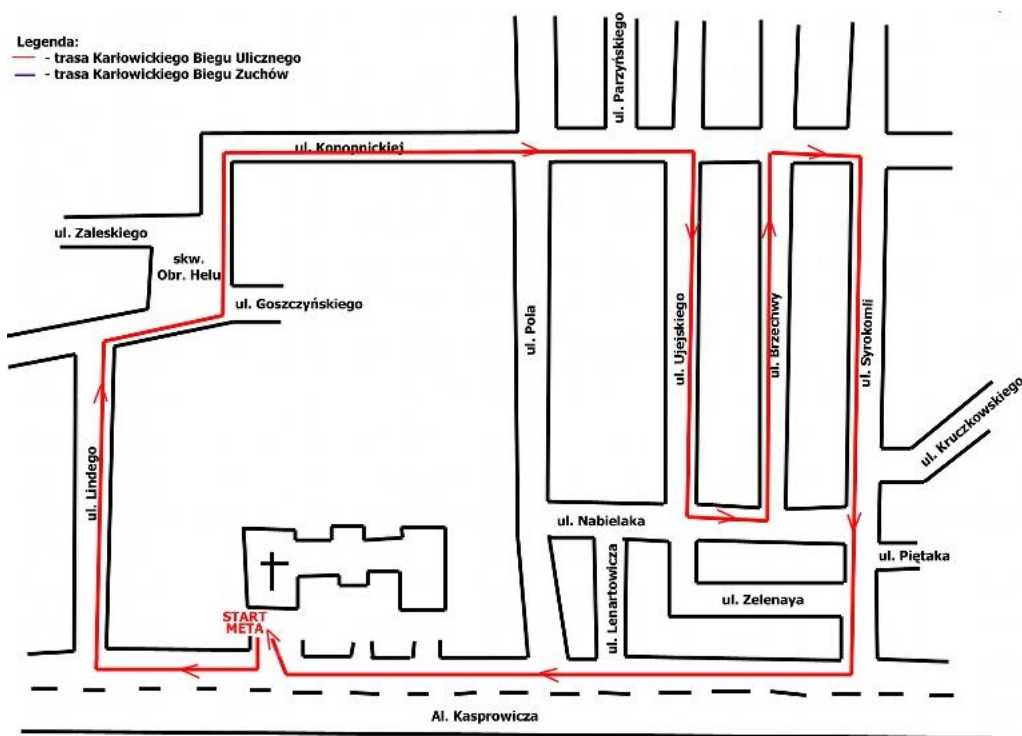 Legenda:
- trasa Karłowickiego Biegu Ulicznego
- trasa Karłowickiego Biegu Zuchów
ul. Parzyńskiego
ul. Konopnickiej
ul. Zaleskiego
skw.
Obr. Helu
ul. Goszczyńskiego
ul. Pola
ul. Ujejskiego
ul. Brzechwy
ul. Syrokomli
ul. Kruczkowskiego
ul. Lindego
ul. Nabielaka
ul. Piętaka
ul. Lenartowicza
ul. Zelenaya
START
META
Al. Kasprowicza